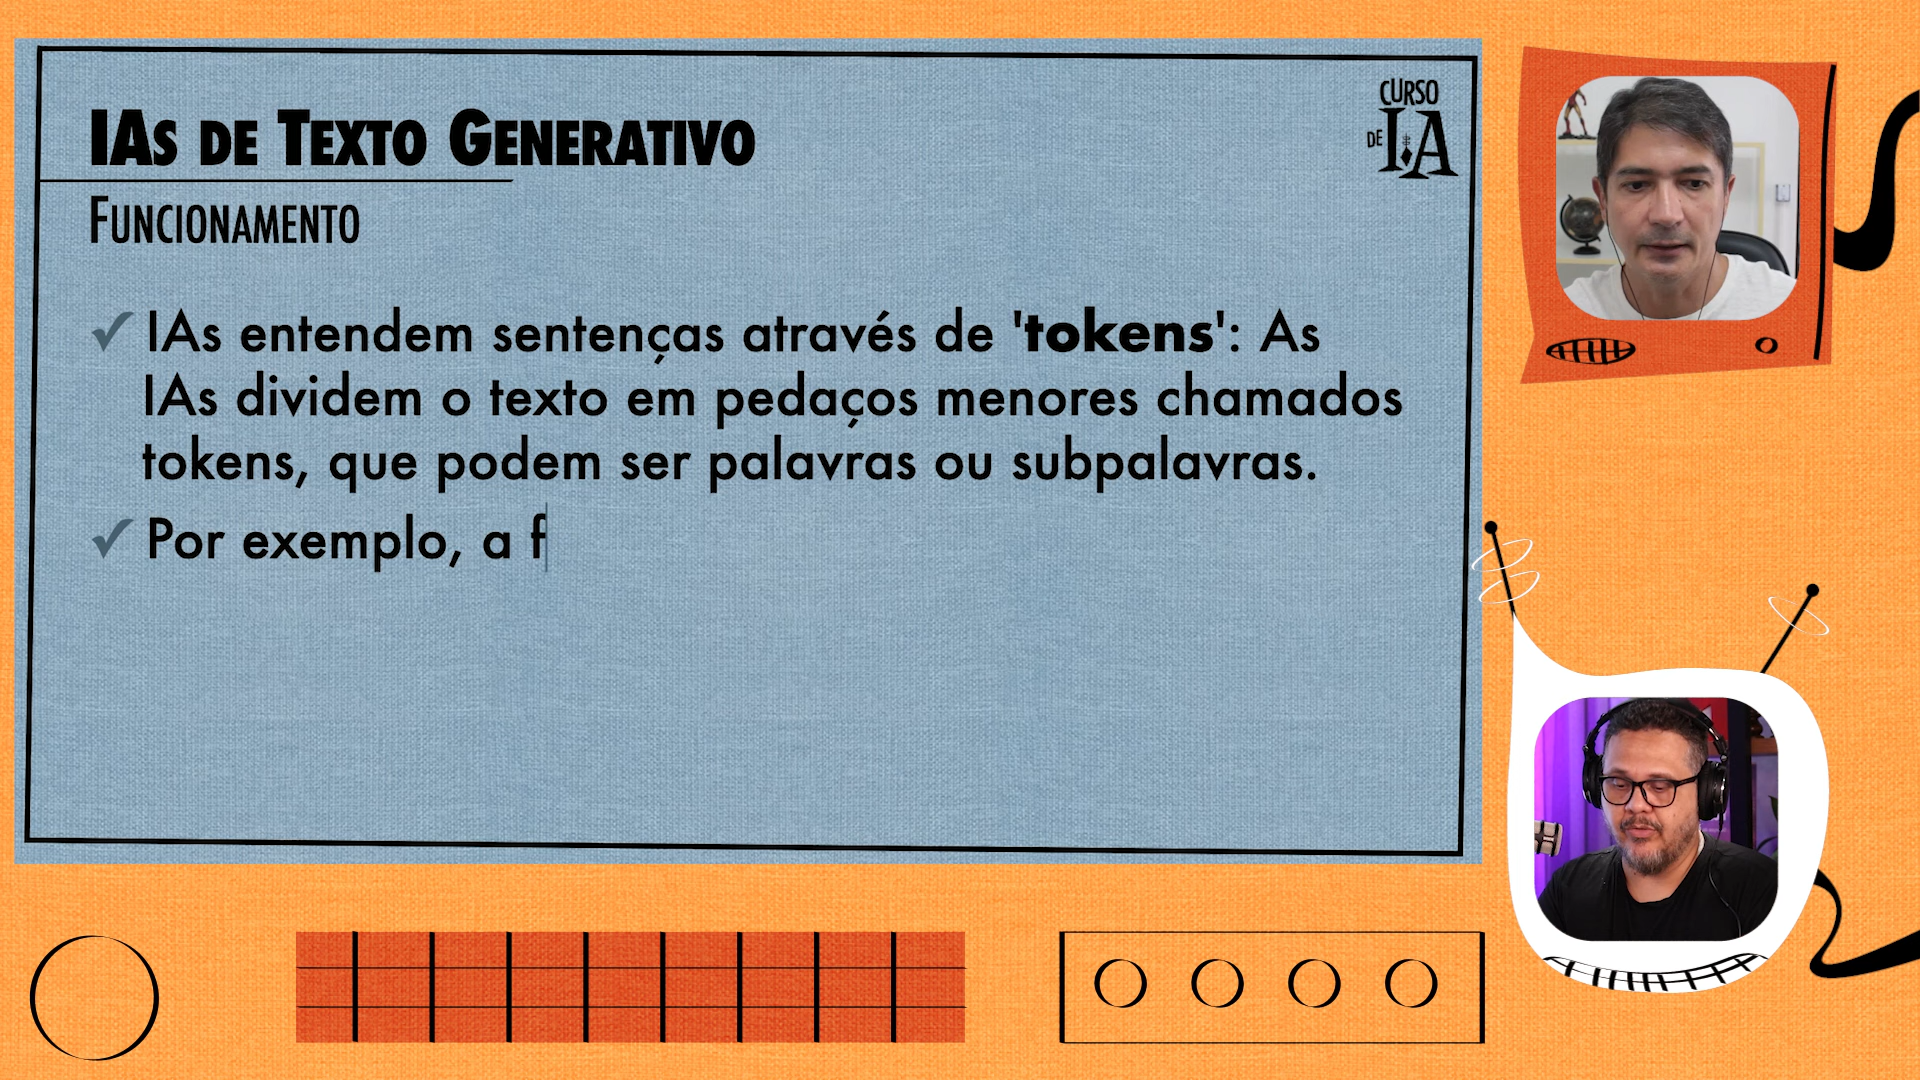 IAs de Texto Generativo
CURSO
DE IA
Funcionamento
✓ IAs entendem sentenças através de 'tokens': As
IAs dividem o texto em pedaços menores chamados
tokens, que podem ser palavras ou subpalavras.
✓ Por exemplo, a f